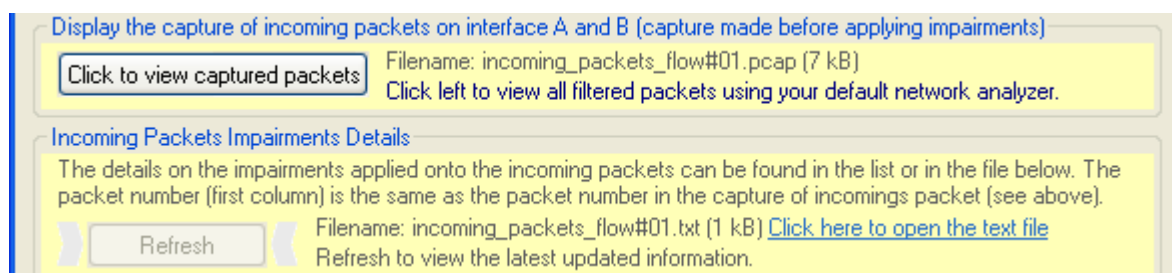 Display the capture of incoming packets on interface A and B (capture made before applying impairments)
Click to view captured packets
Filename: incoming_packets_flow#01.pcap (7 kB)
Click left to view all filtered packets using your default network analyzer.
Incoming Packets Impairments Details
The details on the impairments applied onto the incoming packets can be found in the list or in the file below. The
packet number (first column) is the same as the packet number in the capture of incomings packet (see above).
Refresh
Filename: incoming_packets_flow#01.txt (1 kB) Click here to open the text file
Refresh to view the latest updated information.